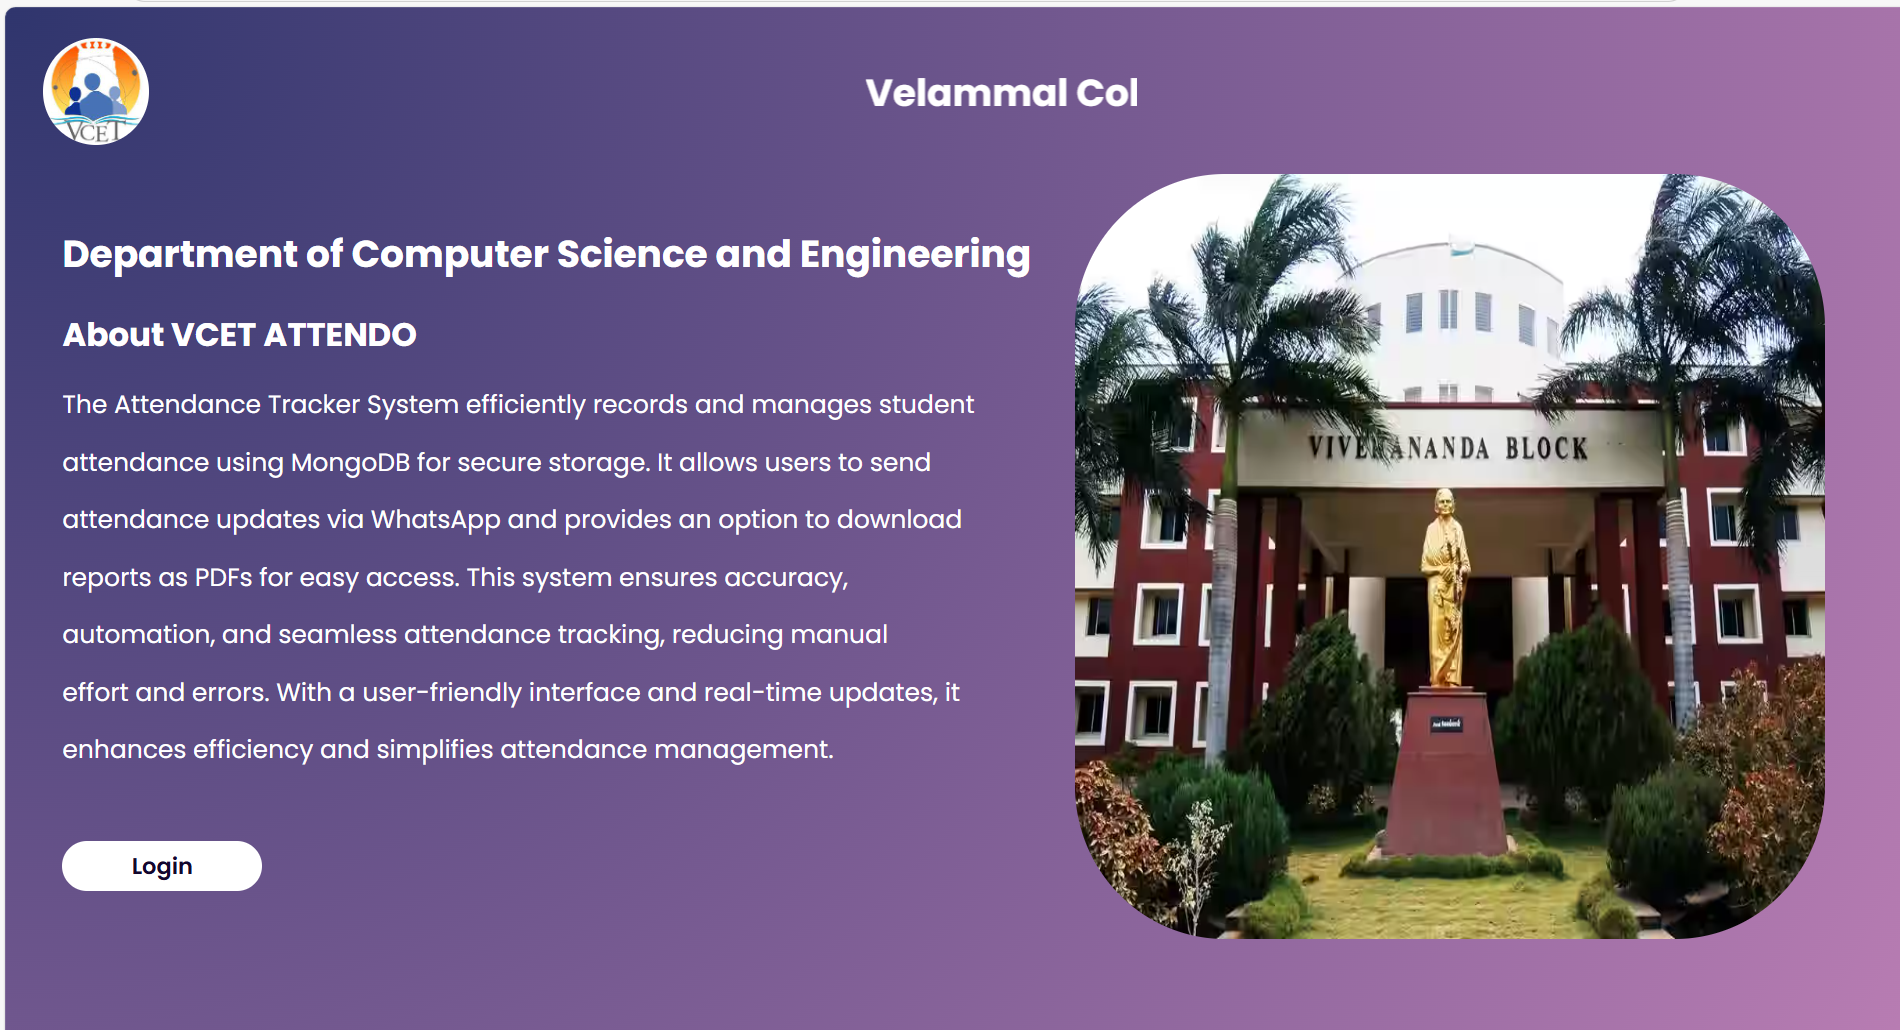 VCET
Velammal Col
Department of Computer Science and Engineering
About VCET ATTENDO
The Attendance Tracker System efficiently records and manages student
attendance using MongoDB for secure storage. It allows users to send
attendance updates via WhatsApp and provides an option to download
reports as PDFs for easy access. This system ensures accuracy,
automation, and seamless attendance tracking, reducing manual
effort and errors. With a user-friendly interface and real-time updates, it
enhances efficiency and simplifies attendance management.
Login
VIVEKANANDA BLOCK